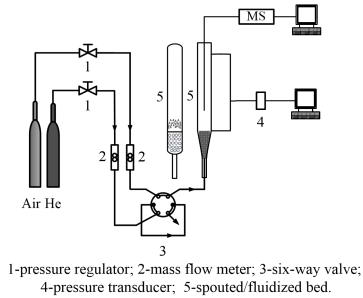 MS
1
1
5
5
4
2
2
Air He
3
1-pressure regulator; 2-mass flow meter; 3-six-way valve;
4-pressure transducer; 5-spouted/fluidized bed.